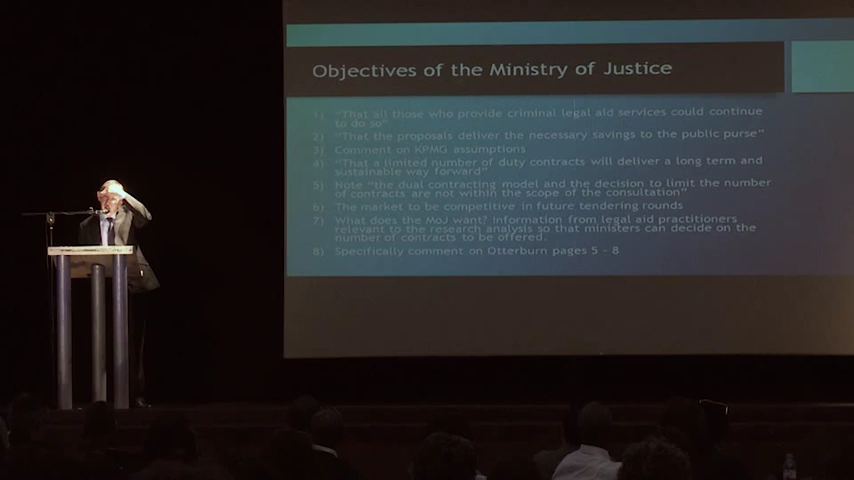 Objectives of the Ministry of Justice
1) "That all those who provide criminal legal aid services could continue
to do so"
2) "That the proposals deliver the necessary savings to the public purse"
3) Comment on KPMG assumptions
4) "That a limited number of duty contracts will deliver a long term and
sustainable way forward"
5) Note "the dual contracting model and the decision to limit the number
of contracts are not within the scope of the consultation"
6) The market to be competitive in future tendering rounds
7) What does the MoJ want? Information from legal aid practitioners
relevant to the research analysis so that ministers can decide on the
number of contracts to be offered.
8) Specifically comment on Otterburn pages 5 - 8